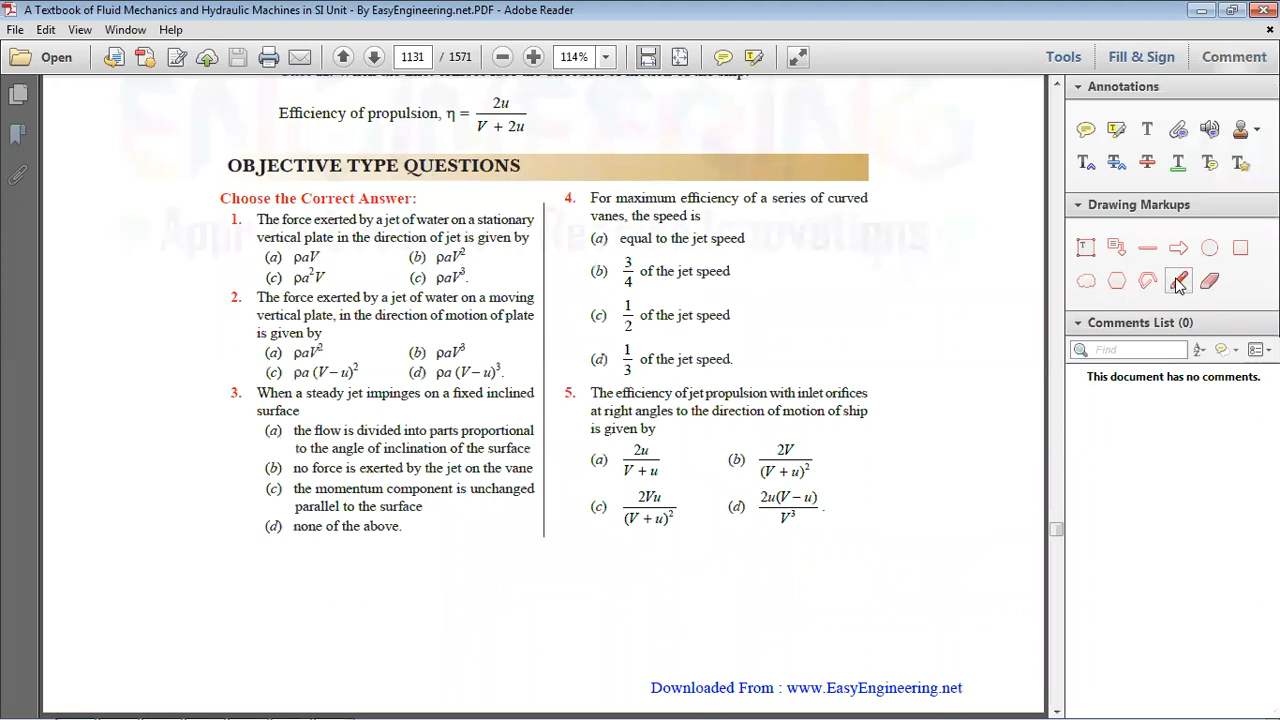 A Textbook of Fluid Mechanics and Hydraulic Machines in SI Unit - By EasyEngineering.net.PDF - Adobe Reader
File Edit View Window Help
Open 1131 / 1571 114% Tools Fill & Sign Comment
Efficiency of propulsion, η = 2u / V + 2u
OBJECTIVE TYPE QUESTIONS
Choose the Correct Answer:
1. The force exerted by a jet of water on a stationary
vertical plate in the direction of jet is given by
(a) ρaV (b) ρaV²
(c) ρa²V (c) ρaV³.
2. The force exerted by a jet of water on a moving
vertical plate, in the direction of motion of plate
is given by
(a) ρaV² (b) ρaV³
(c) ρa (V – u)² (d) ρa (V – u)³.
3. When a steady jet impinges on a fixed inclined
surface
(a) the flow is divided into parts proportional
to the angle of inclination of the surface
(b) no force is exerted by the jet on the vane
(c) the momentum component is unchanged
parallel to the surface
(d) none of the above.
4. For maximum efficiency of a series of curved
vanes, the speed is
(a) equal to the jet speed
(b) 3/4 of the jet speed
(c) 1/2 of the jet speed
(d) 1/3 of the jet speed.
5. The efficiency of jet propulsion with inlet orifices
at right angles to the direction of motion of ship
is given by
(a) 2u / V + u (b) 2V / (V + u)²
(c) 2Vu / (V + u)² (d) 2u(V – u) / V³ .
Downloaded From : www.EasyEngineering.net
Annotations
Drawing Markups
Comments List (0)
Find
This document has no comments.